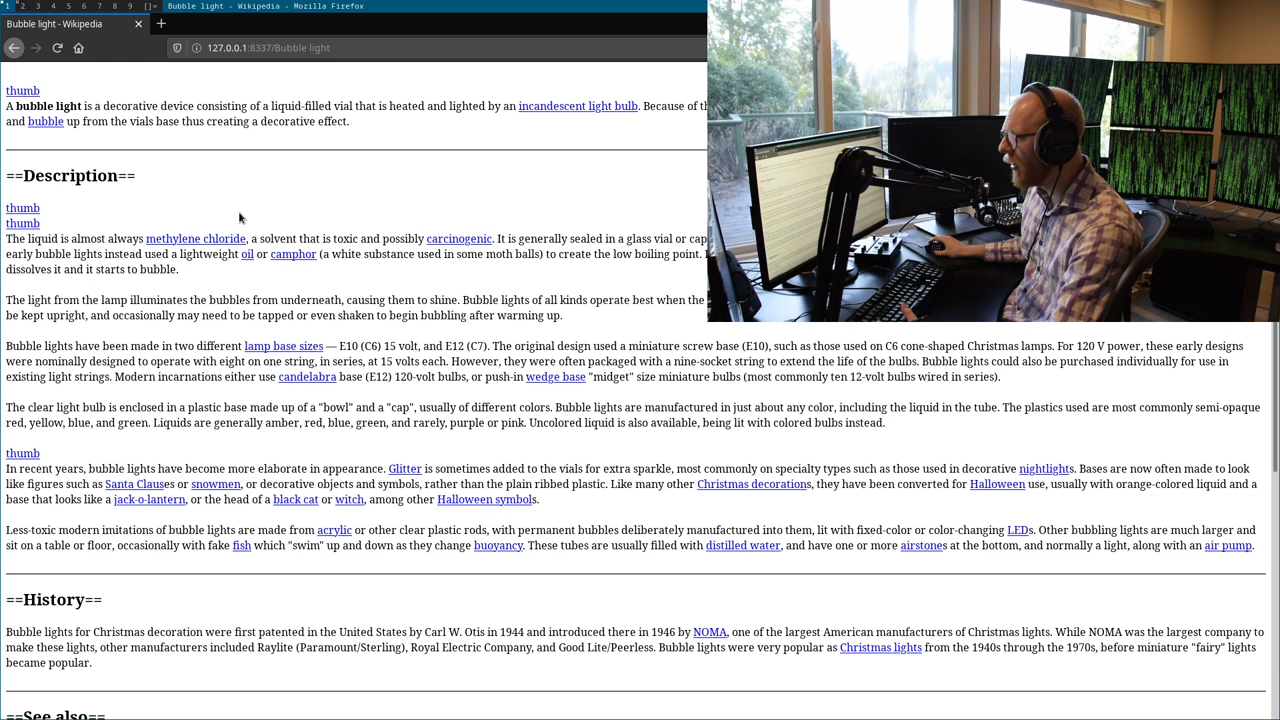 1 2 3 4 5 6 7 8 9 []= Bubble light - Wikipedia - Mozilla Firefox
Bubble light - Wikipedia
127.0.0.1:8337/Bubble light
thumb
A bubble light is a decorative device consisting of a liquid-filled vial that is heated and lighted by an incandescent light bulb. Because of
and bubble up from the vials base thus creating a decorative effect.
==Description==
thumb
thumb
The liquid is almost always methylene chloride, a solvent that is toxic and possibly carcinogenic. It is generally sealed in a glass vial or
early bubble lights instead used a lightweight oil or camphor (a white substance used in some moth balls) to create the low boiling point.
dissolves it and it starts to bubble.
The light from the lamp illuminates the bubbles from underneath, causing them to shine. Bubble lights of all kinds operate best when the
be kept upright, and occasionally may need to be tapped or even shaken to begin bubbling after warming up.
Bubble lights have been made in two different lamp base sizes — E10 (C6) 15 volt, and E12 (C7). The original design used a miniature screw base (E10), such as those used on C6 cone-shaped Christmas lamps. For 120 V power, these early designs
were nominally designed to operate with eight on one string, in series, at 15 volts each. However, they were often packaged with a nine-socket string to extend the life of the bulbs. Bubble lights could also be purchased individually for use in
existing light strings. Modern incarnations either use candelabra base (E12) 120-volt bulbs, or push-in wedge base "midget" size miniature bulbs (most commonly ten 12-volt bulbs wired in series).
The clear light bulb is enclosed in a plastic base made up of a "bowl" and a "cap", usually of different colors. Bubble lights are manufactured in just about any color, including the liquid in the tube. The plastics used are most commonly semi-opaque
red, yellow, blue, and green. Liquids are generally amber, red, blue, green, and rarely, purple or pink. Uncolored liquid is also available, being lit with colored bulbs instead.
thumb
In recent years, bubble lights have become more elaborate in appearance. Glitter is sometimes added to the vials for extra sparkle, most commonly on specialty types such as those used in decorative nightlights. Bases are now often made to look
like figures such as Santa Clauses or snowmen, or decorative objects and symbols, rather than the plain ribbed plastic. Like many other Christmas decorations, they have been converted for Halloween use, usually with orange-colored liquid and a
base that looks like a jack-o-lantern, or the head of a black cat or witch, among other Halloween symbols.
Less-toxic modern imitations of bubble lights are made from acrylic or other clear plastic rods, with permanent bubbles deliberately manufactured into them, lit with fixed-color or color-changing LEDs. Other bubbling lights are much larger and
sit on a table or floor, occasionally with fake fish which "swim" up and down as they change buoyancy. These tubes are usually filled with distilled water, and have one or more airstones at the bottom, and normally a light, along with an air pump.
==History==
Bubble lights for Christmas decoration were first patented in the United States by Carl W. Otis in 1944 and introduced there in 1946 by NOMA, one of the largest American manufacturers of Christmas lights. While NOMA was the largest company to
make these lights, other manufacturers included Raylite (Paramount/Sterling), Royal Electric Company, and Good Lite/Peerless. Bubble lights were very popular as Christmas lights from the 1940s through the 1970s, before miniature "fairy" lights
became popular.
==See also==